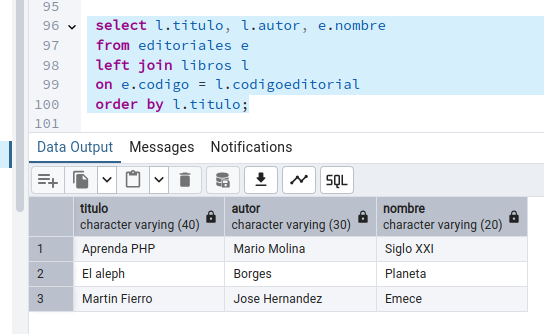 95
96 select l.titulo, l.autor, e.nombre
97 from editoriales e
98 left join libros l
99 on e.codigo = l.codigoeditorial
100 order by l.titulo;
101
Data Output Messages Notifications
SQL
titulo autor nombre
character varying (40) character varying (30) character varying (20)
1 Aprenda PHP Mario Molina Siglo XXI
2 El aleph Borges Planeta
3 Martin Fierro Jose Hernandez Emece